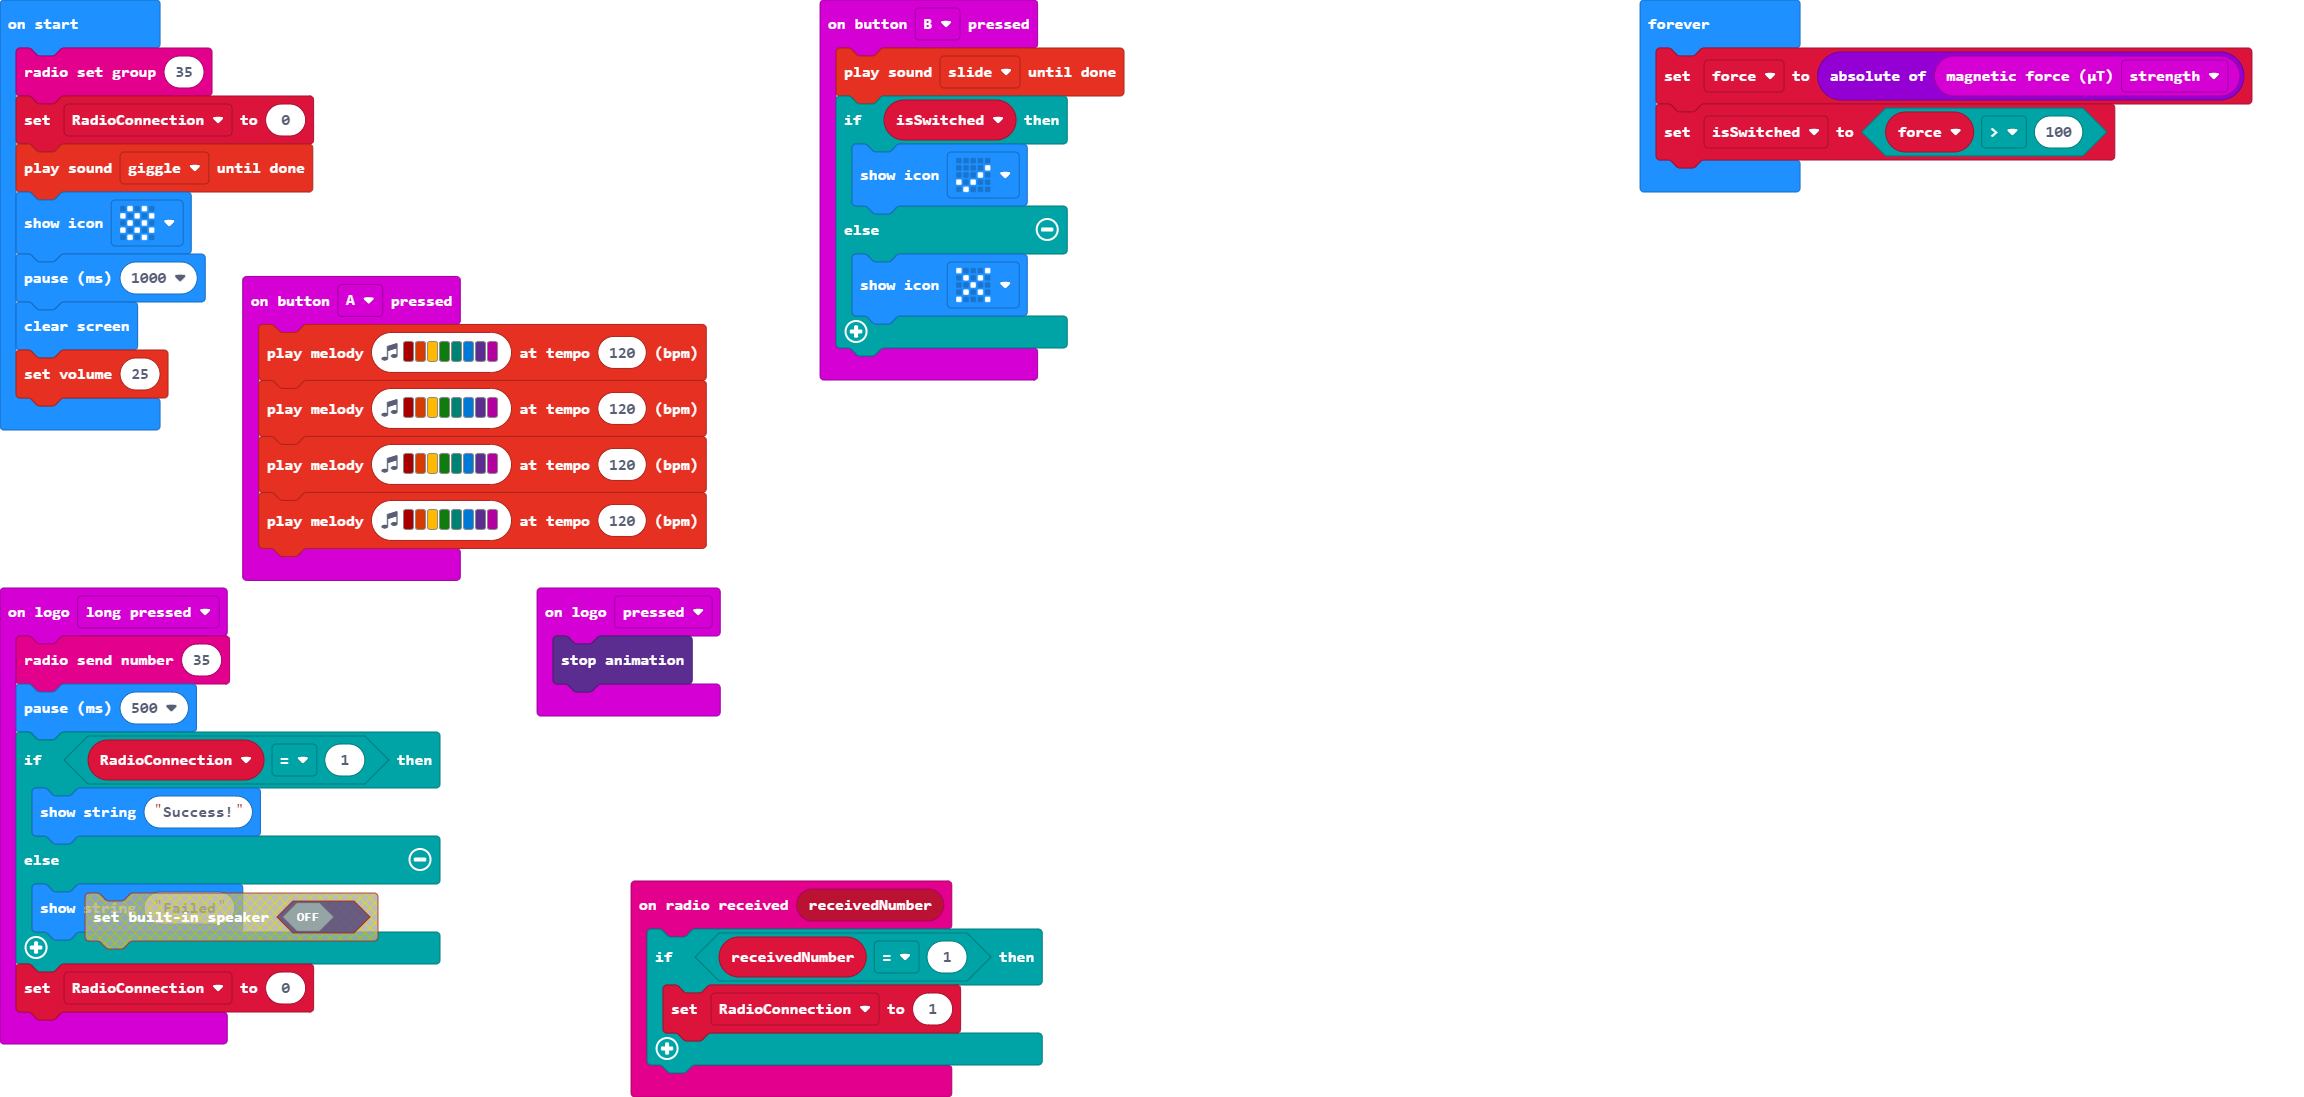 on start
radio set group 35
set RadioConnection to 0
play sound giggle until done
show icon
pause (ms) 1000
clear screen
set volume 25
on button A pressed
play melody at tempo 120 (bpm)
play melody at tempo 120 (bpm)
play melody at tempo 120 (bpm)
play melody at tempo 120 (bpm)
on button B pressed
play sound slide until done
if isSwitched then
show icon
else
show icon
forever
set force to absolute of magnetic force (µT) strength
set isSwitched to force > 100
on logo long pressed
radio send number 35
pause (ms) 500
if RadioConnection = 1 then
show string "Success!"
else
show string "Failed"
set built-in speaker OFF
set RadioConnection to 0
on logo pressed
stop animation
on radio received receivedNumber
if receivedNumber = 1 then
set RadioConnection to 1